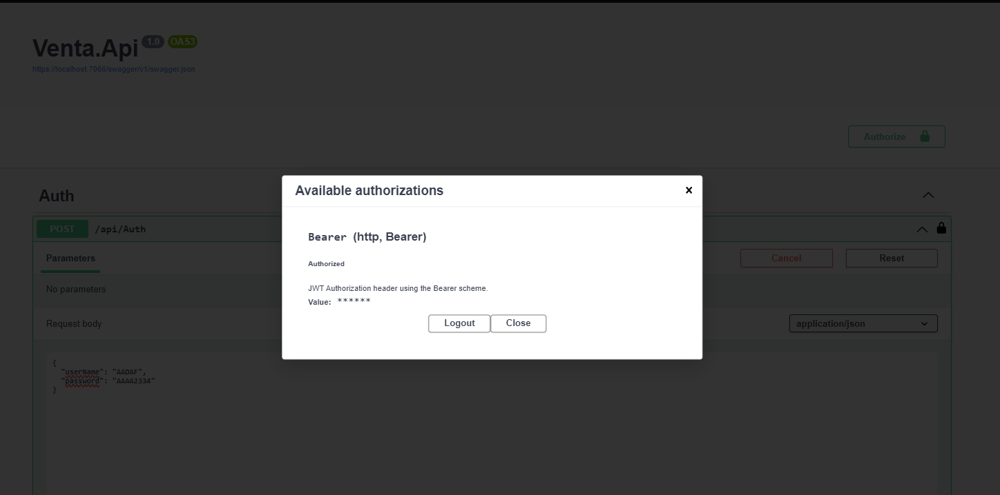 Venta.Api 1.0 OAS3
https://localhost:7066/swagger/v1/swagger.json
Authorize
Available authorizations
Bearer (http, Bearer)
Authorized
JWT Authorization header using the Bearer scheme.
Value: ******
Logout Close
Auth
POST /api/Auth
Parameters
Cancel Reset
No parameters
Request body
application/json
{
"userName": "AADAF",
"password": "AAAA2334"
}